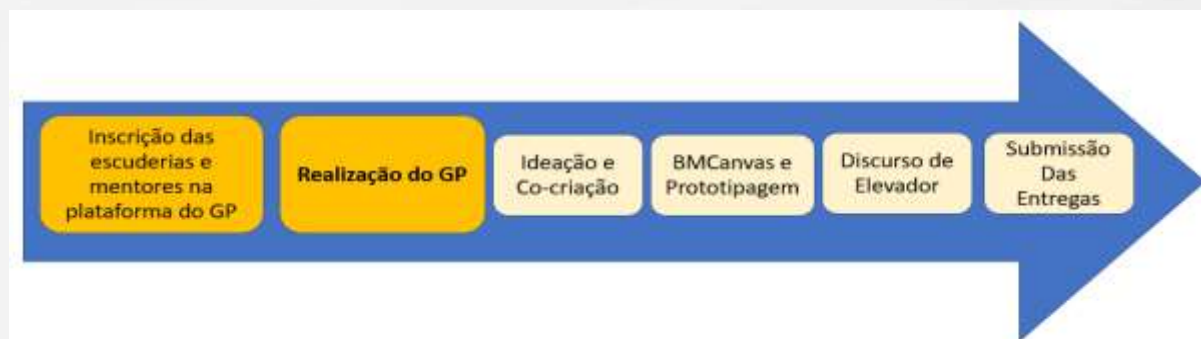 Inscrição das
escuderias e
mentores na
plataforma do GP
Realização do GP
Ideação e
Co-criação
BMCanvas e
Prototipagem
Discurso de
Elevador
Submissão
Das
Entregas